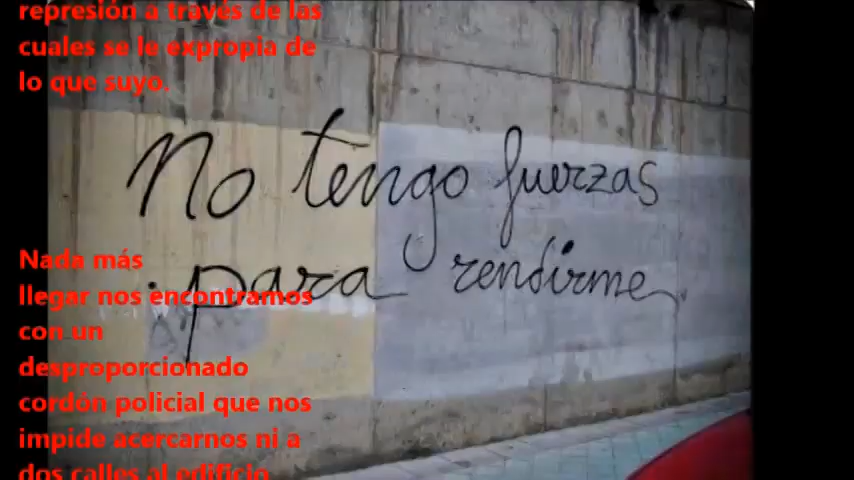 represión a través de las
cuales se le expropia de
lo que suyo.
No tengo fuerzas
para rendirme.
Nada más
llegar nos encontramos
con un
desproporcionado
cordón policial que nos
impide acercarnos ni a
dos calles al edificio